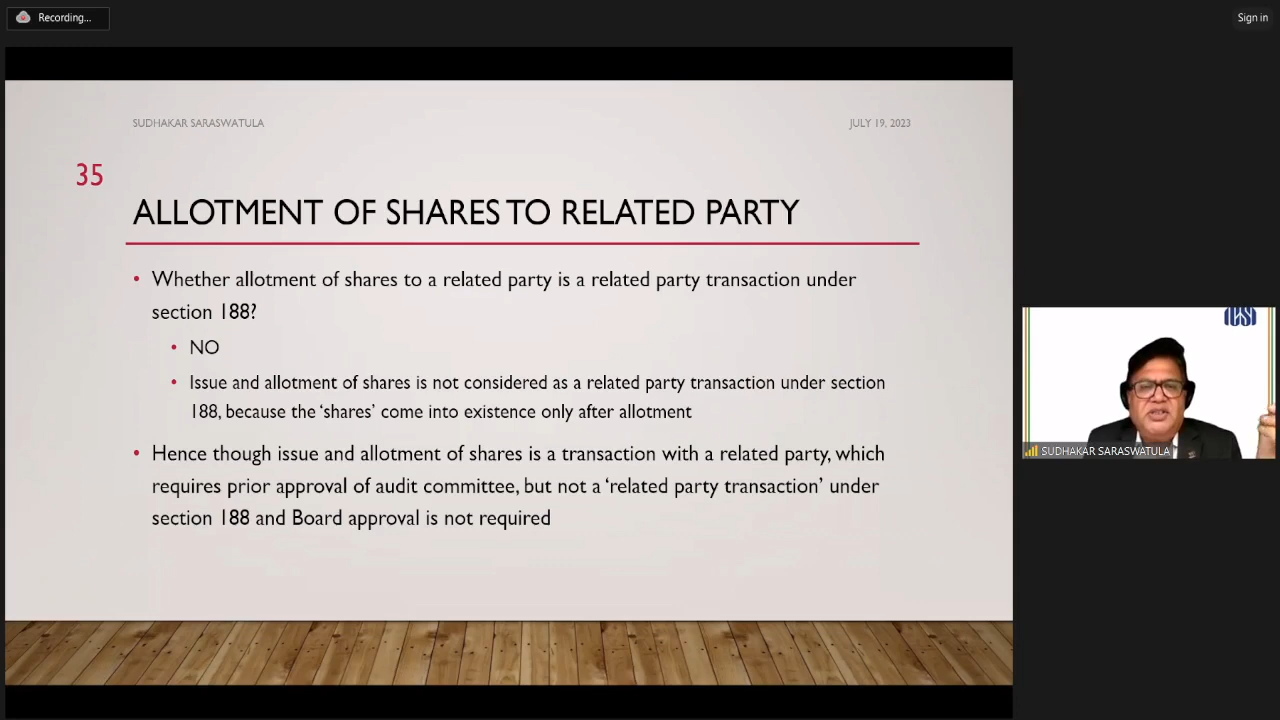 Recording...
Sign in
SUDHAKAR SARASWATULA
JULY 19, 2023
35
ALLOTMENT OF SHARES TO RELATED PARTY
• Whether allotment of shares to a related party is a related party transaction under
section 188?
• NO
• Issue and allotment of shares is not considered as a related party transaction under section
188, because the ‘shares’ come into existence only after allotment
• Hence though issue and allotment of shares is a transaction with a related party, which
requires prior approval of audit committee, but not a ‘related party transaction’ under
section 188 and Board approval is not required
ICSI
SUDHAKAR SARASWATULA